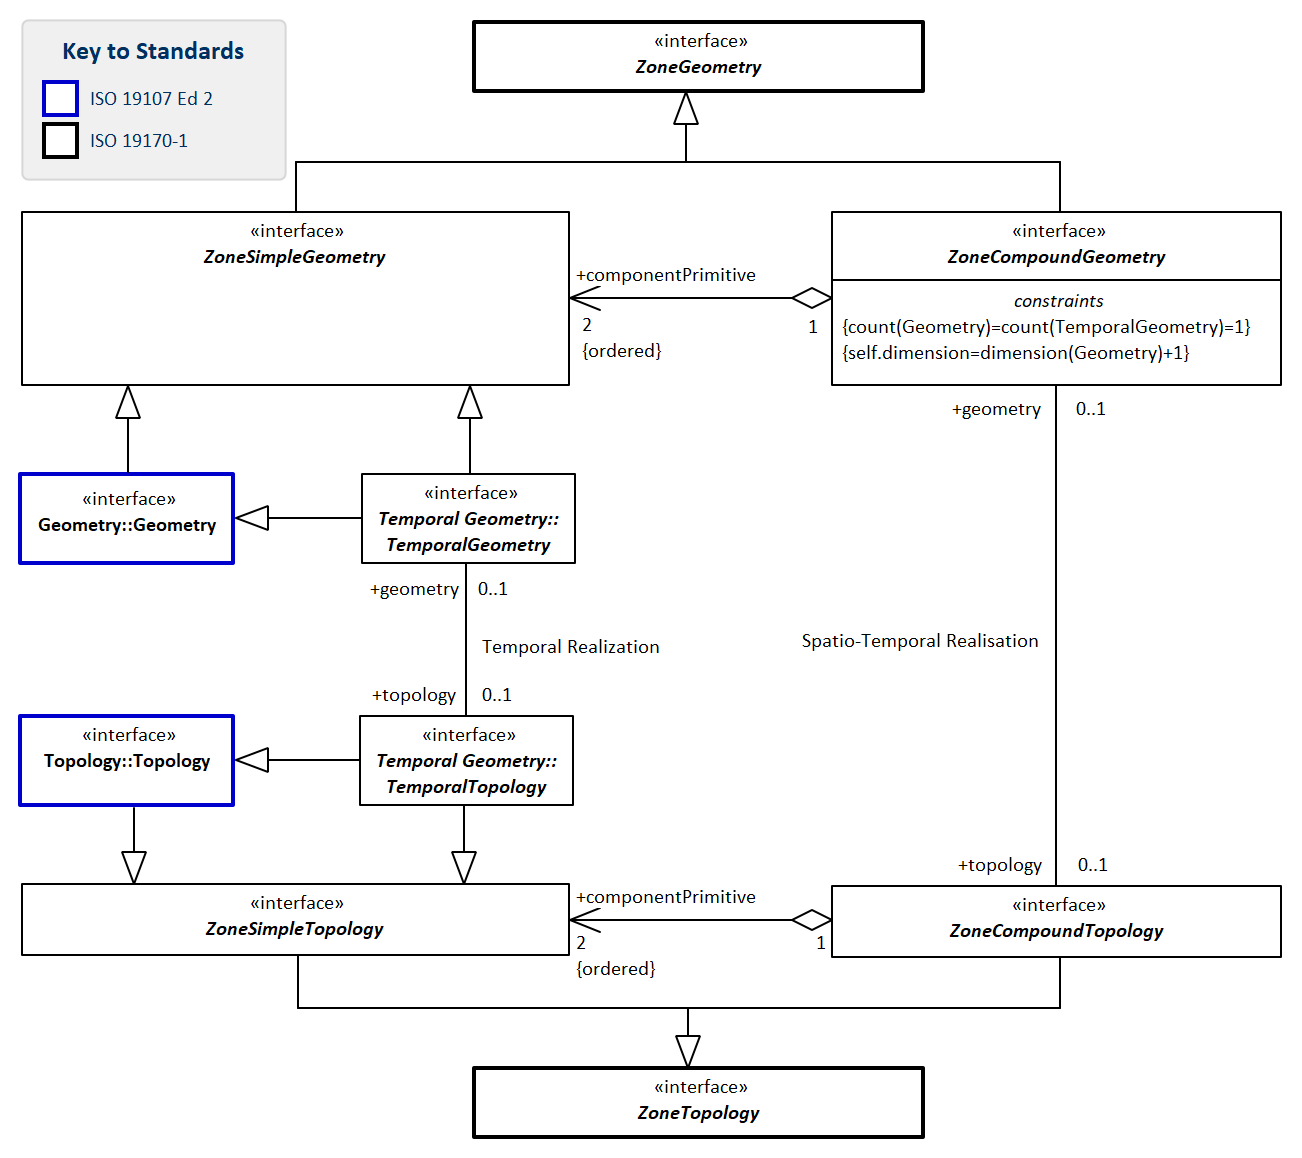 Key to Standards
ISO 19107 Ed 2
ISO 19170-1
«interface»
ZoneGeometry
«interface»
ZoneSimpleGeometry
+componentPrimitive
2
{ordered}
1
«interface»
ZoneCompoundGeometry
constraints
{count(Geometry)=count(TemporalGeometry)=1}
{self.dimension=dimension(Geometry)+1}
+geometry
0..1
«interface»
Geometry::Geometry
«interface»
Temporal Geometry::
TemporalGeometry
+geometry
0..1
Temporal Realization
Spatio-Temporal Realisation
+topology
0..1
«interface»
Topology::Topology
«interface»
Temporal Geometry::
TemporalTopology
+topology
0..1
«interface»
ZoneSimpleTopology
+componentPrimitive
2
{ordered}
1
«interface»
ZoneCompoundTopology
«interface»
ZoneTopology